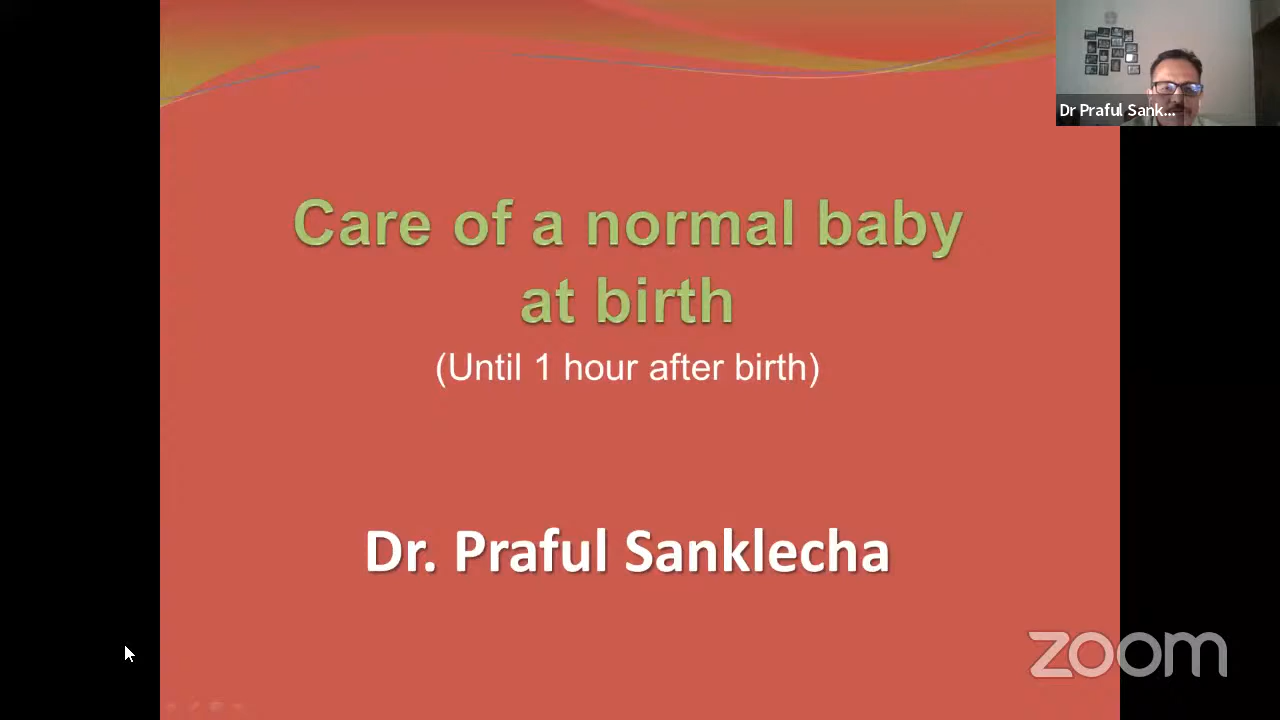 Dr Praful Sank...
Care of a normal baby
at birth
(Until 1 hour after birth)
Dr. Praful Sanklecha
zoom